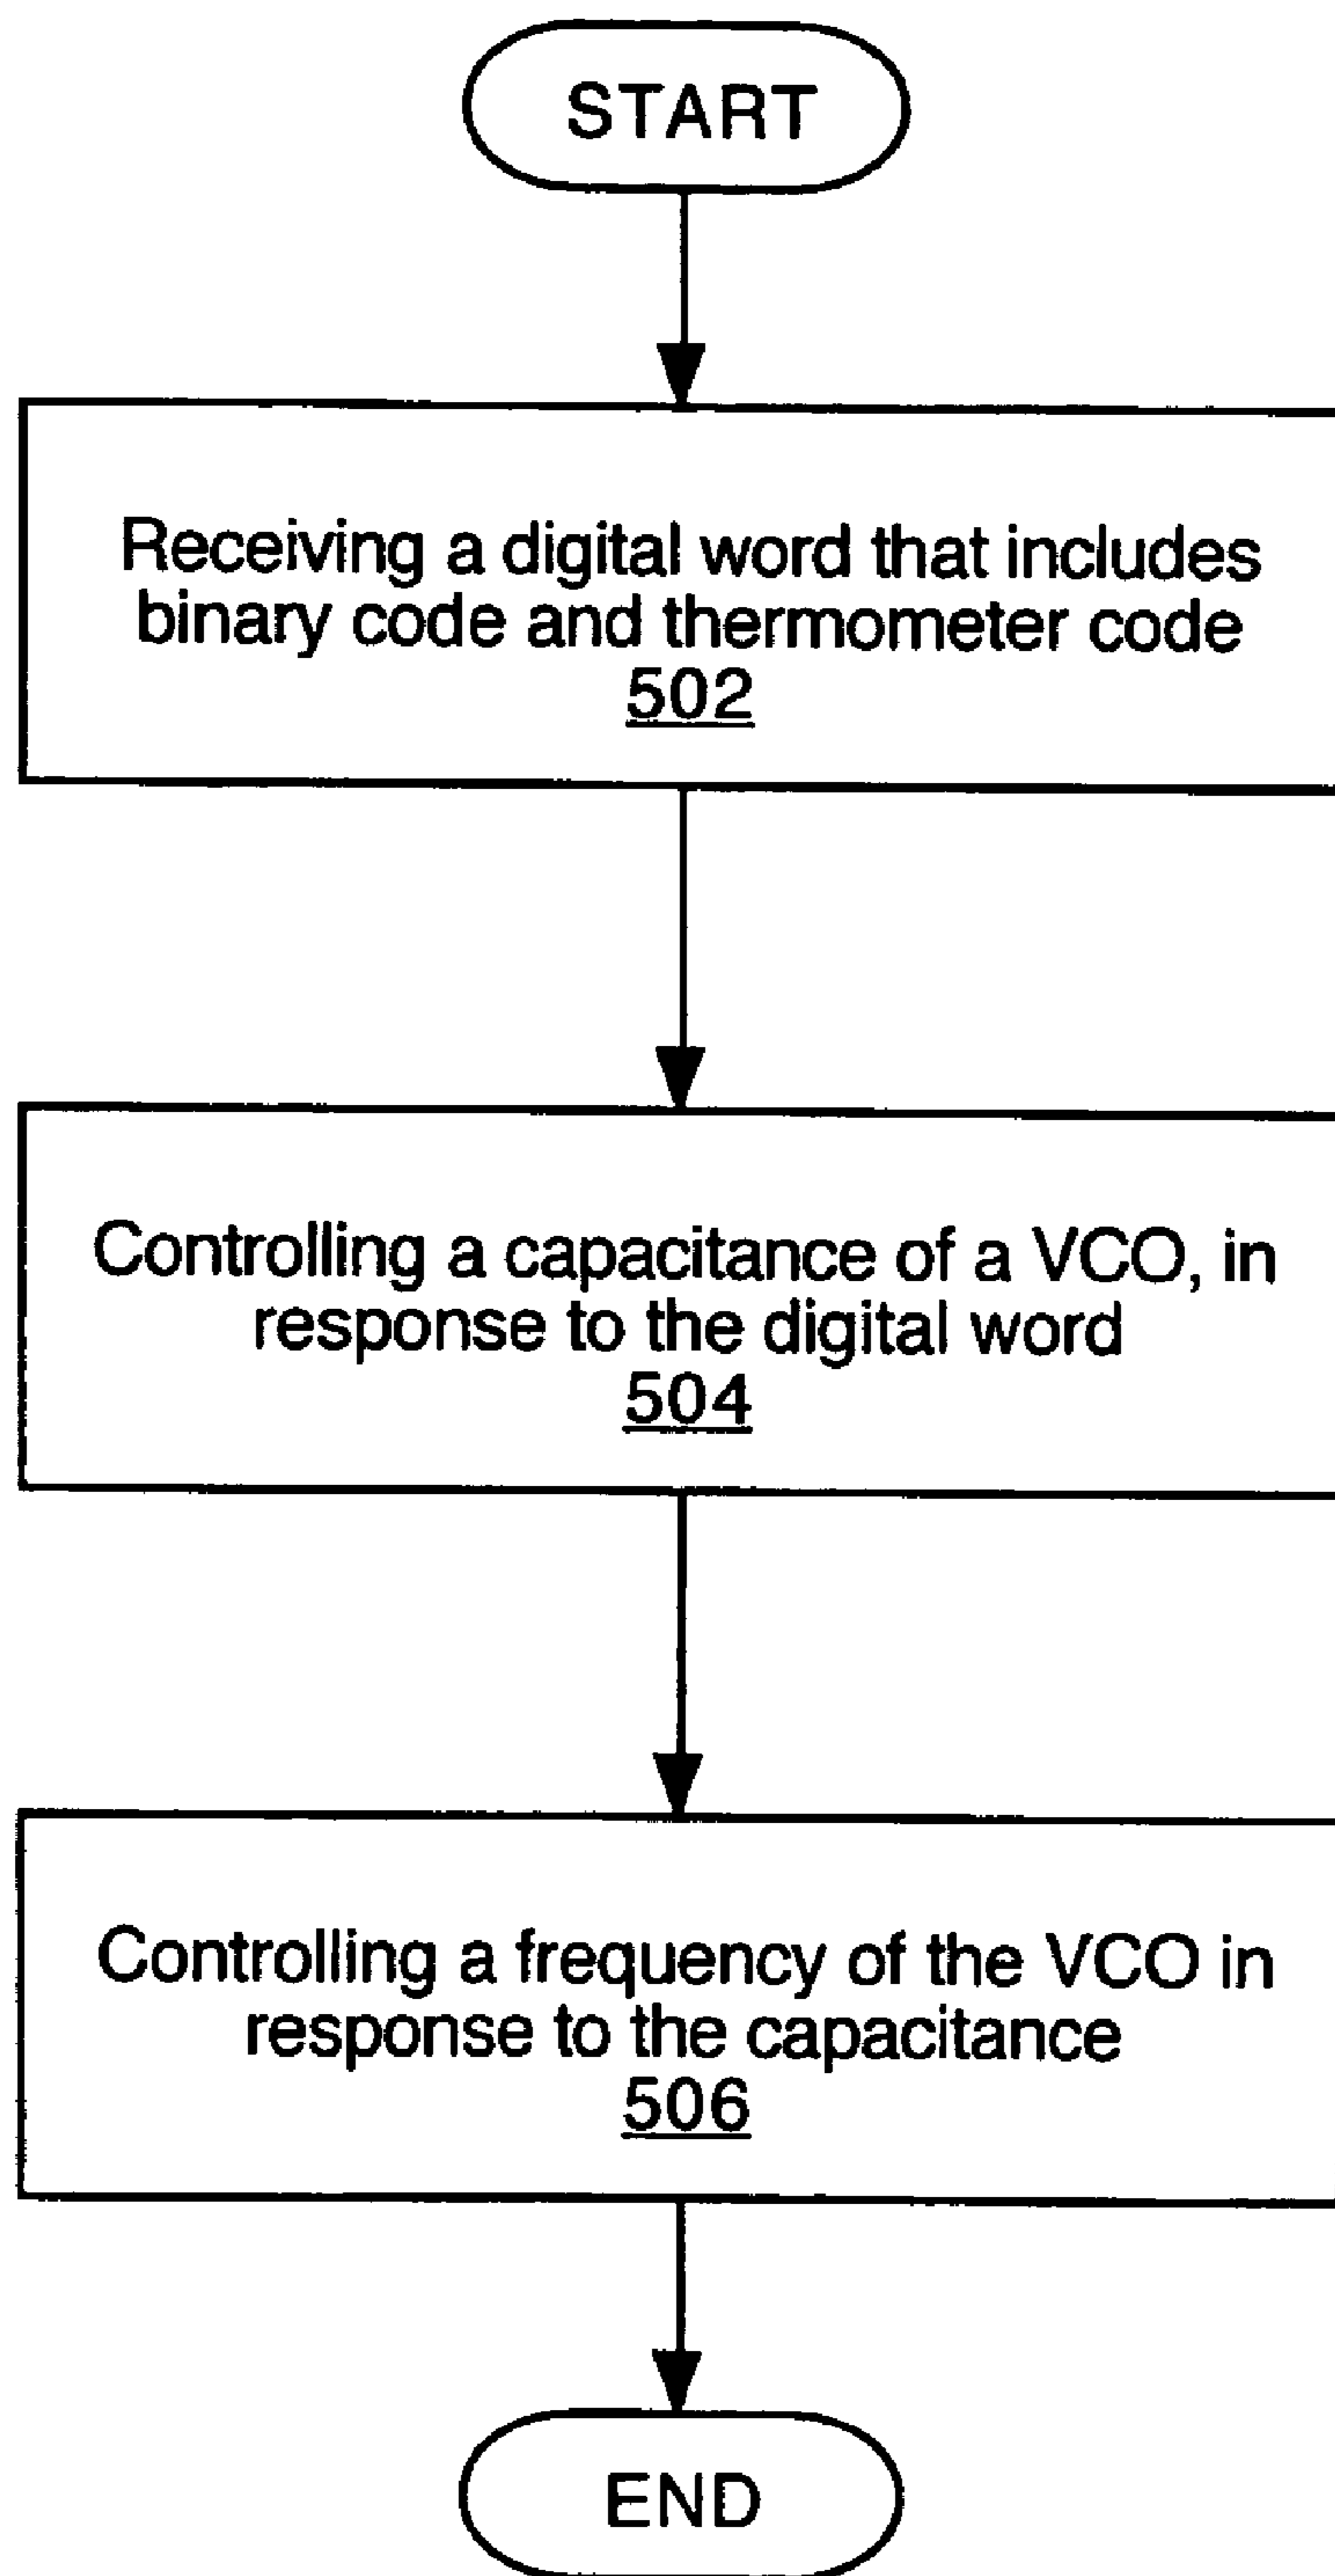 START
Receiving a digital word that includes
binary code and thermometer code
502
Controlling a capacitance of a VCO, in
response to the digital word
504
Controlling a frequency of the VCO in
response to the capacitance
506
END